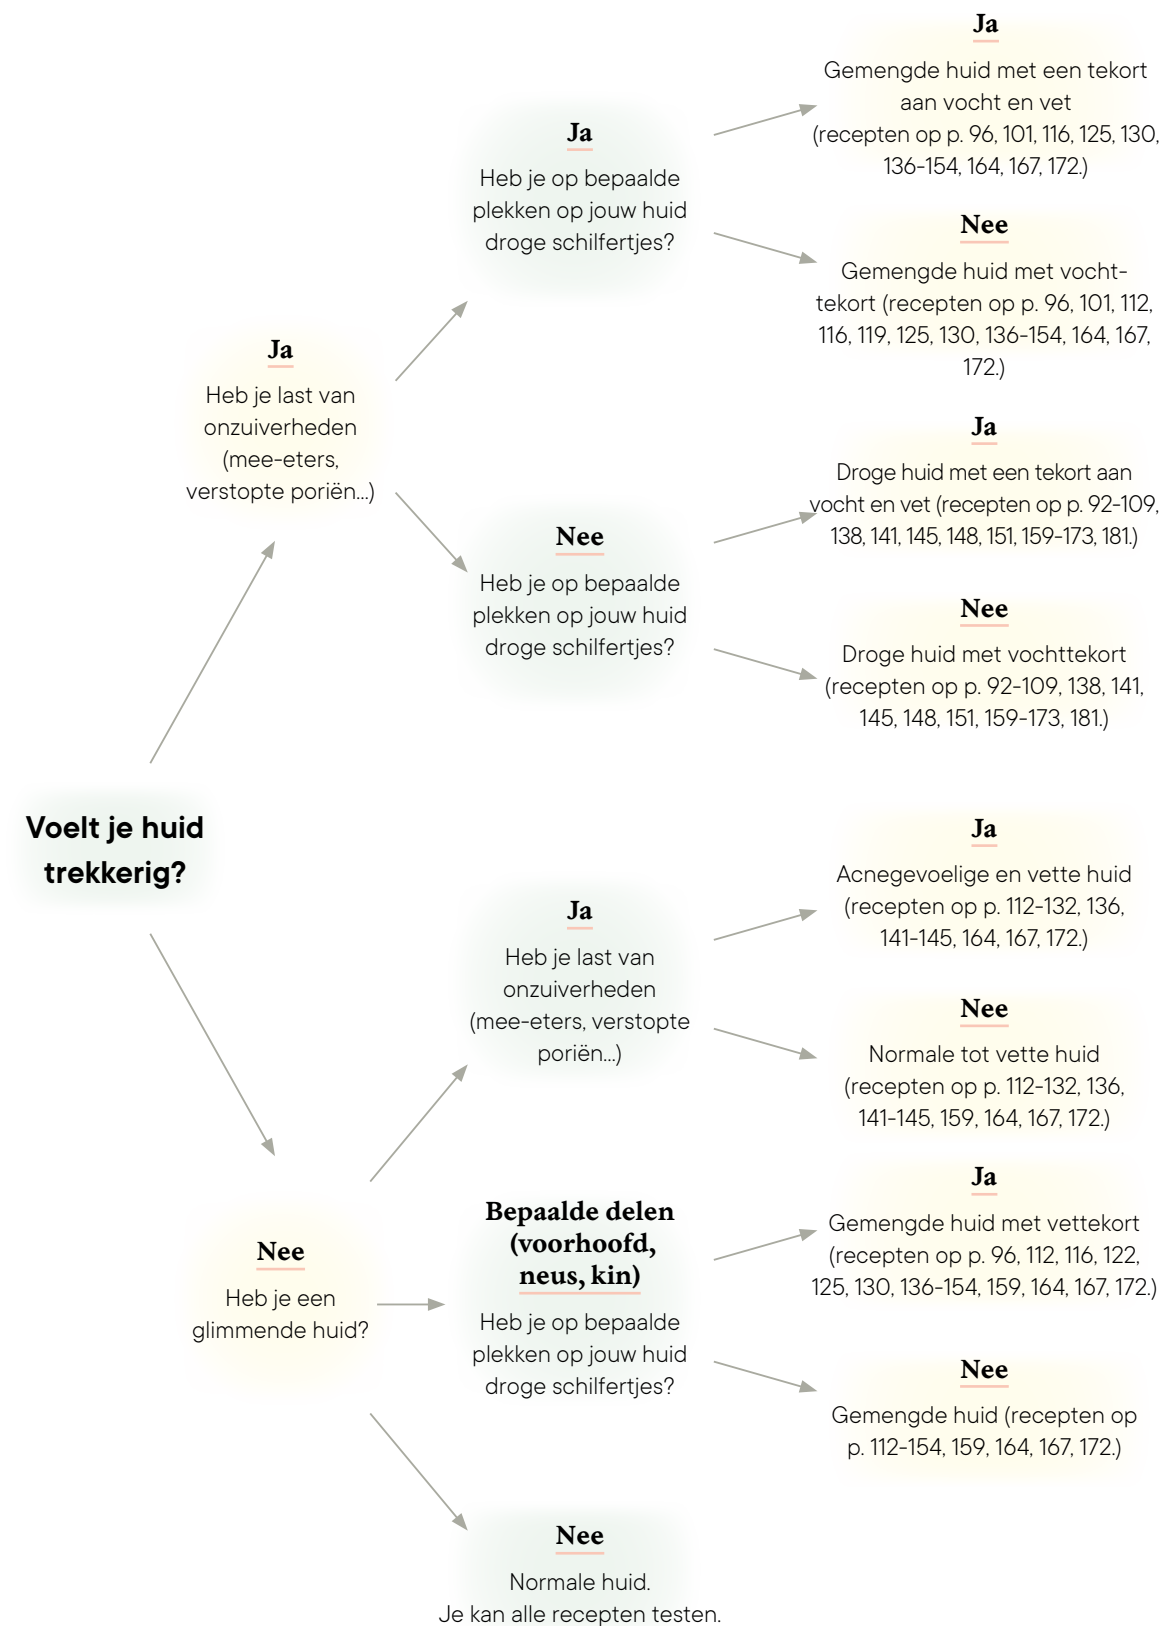 Voelt je huid
trekkerig?
Ja
Heb je last van
onzuiverheden
(mee-eters,
verstopte poriën...)
Ja
Heb je op bepaalde
plekken op jouw huid
droge schilfertjes?
Ja
Gemengde huid met een tekort
aan vocht en vet
(recepten op p. 96, 101, 116, 125, 130,
136-154, 164, 167, 172.)
Nee
Gemengde huid met vocht-
tekort (recepten op p. 96, 101, 112,
116, 119, 125, 130, 136-154, 164, 167,
172.)
Nee
Heb je op bepaalde
plekken op jouw huid
droge schilfertjes?
Ja
Droge huid met een tekort aan
vocht en vet (recepten op p. 92-109,
138, 141, 145, 148, 151, 159-173, 181.)
Nee
Droge huid met vochttekort
(recepten op p. 92-109, 138, 141,
145, 148, 151, 159-173, 181.)
Nee
Heb je een
glimmende huid?
Ja
Heb je last van
onzuiverheden
(mee-eters, verstopte
poriën...)
Ja
Acnegevoelige en vette huid
(recepten op p. 112-132, 136,
141-145, 164, 167, 172.)
Nee
Normale tot vette huid
(recepten op p. 112-132, 136,
141-145, 159, 164, 167, 172.)
Bepaalde delen
(voorhoofd,
neus, kin)
Heb je op bepaalde
plekken op jouw huid
droge schilfertjes?
Ja
Gemengde huid met vettekort
(recepten op p. 96, 112, 116, 122,
125, 130, 136-154, 159, 164, 167, 172.)
Nee
Gemengde huid (recepten op
p. 112-154, 159, 164, 167, 172.)
Nee
Normale huid.
Je kan alle recepten testen.